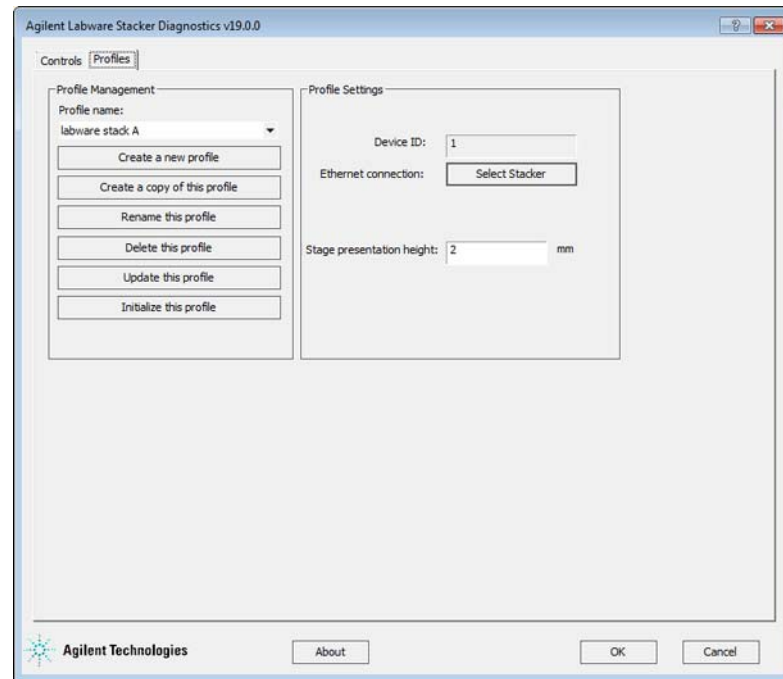 Agilent Labware Stacker Diagnostics v19.0.0
?
Controls Profiles
Profile Management
Profile name:
labware stack A
Create a new profile
Create a copy of this profile
Rename this profile
Delete this profile
Update this profile
Initialize this profile
Profile Settings
Device ID: 1
Ethernet connection: Select Stacker
Stage presentation height: 2 mm
Agilent Technologies
About
OK
Cancel